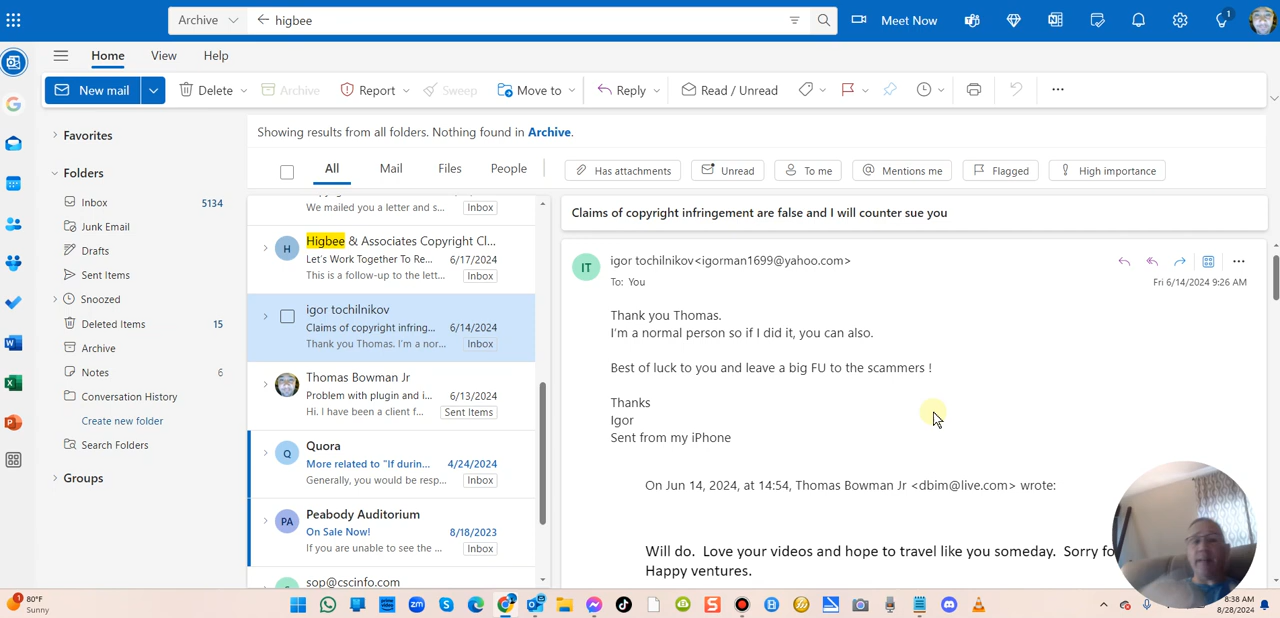 Archive
higbee
Meet Now
1
Home
View
Help
New mail
Delete
Archive
Report
Sweep
Move to
Reply
Read / Unread
Favorites
Folders
Inbox 5134
Junk Email
Drafts
Sent Items
Snoozed
Deleted Items 15
Archive
Notes 6
Conversation History
Create new folder
Search Folders
Groups
Showing results from all folders. Nothing found in Archive.
All
Mail
Files
People
Has attachments
Unread
To me
Mentions me
Flagged
High importance
We mailed you a letter and s...
Inbox
H
Higbee & Associates Copyright Cl...
Let's Work Together To Re... 6/17/2024
This is a follow-up to the lett... Inbox
igor tochilnikov
Claims of copyright infring... 6/14/2024
Thank you Thomas. I'm a nor... Inbox
Thomas Bowman Jr
Problem with plugin and i... 6/13/2024
Hi. I have been a client f... Sent Items
Q
Quora
More related to "If durin... 4/24/2024
Generally, you would be resp... Inbox
PA
Peabody Auditorium
On Sale Now! 8/18/2023
If you are unable to see the ... Inbox
sop@cscinfo.com
Claims of copyright infringement are false and I will counter sue you
IT
igor tochilnikov<igorman1699@yahoo.com>
To: You
Fri 6/14/2024 9:26 AM
Thank you Thomas.
I'm a normal person so if I did it, you can also.
Best of luck to you and leave a big FU to the scammers !
Thanks
Igor
Sent from my iPhone
On Jun 14, 2024, at 14:54, Thomas Bowman Jr <dbim@live.com> wrote:
Will do. Love your videos and hope to travel like you someday. Sorry fo
Happy ventures.
1
80°F
Sunny
8:38 AM
8/28/2024